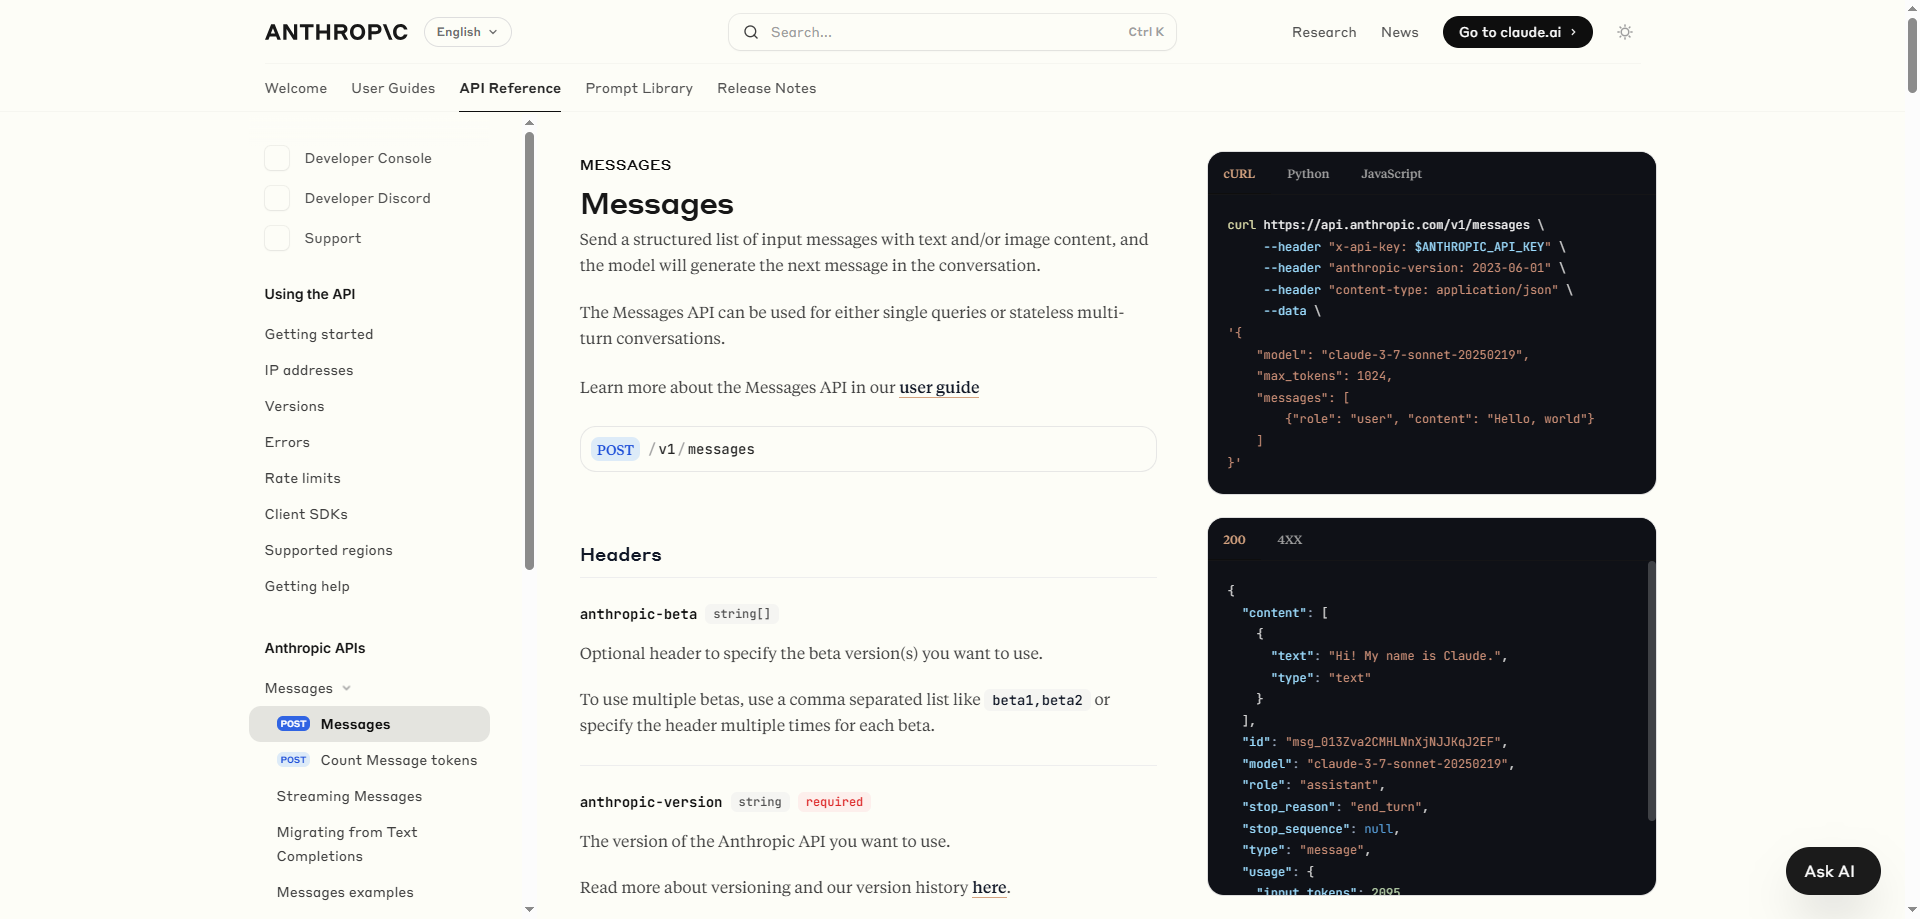 ANTHROP\C
English
Search...
Ctrl K
Research
News
Go to claude.ai
Welcome
User Guides
API Reference
Prompt Library
Release Notes
Developer Console
Developer Discord
Support
Using the API
Getting started
IP addresses
Versions
Errors
Rate limits
Client SDKs
Supported regions
Getting help
Anthropic APIs
Messages
POST Messages
POST Count Message tokens
Streaming Messages
Migrating from Text
Completions
Messages examples
MESSAGES
Messages
Send a structured list of input messages with text and/or image content, and
the model will generate the next message in the conversation.
The Messages API can be used for either single queries or stateless multi-
turn conversations.
Learn more about the Messages API in our user guide
POST /v1/messages
Headers
anthropic-beta string[]
Optional header to specify the beta version(s) you want to use.
To use multiple betas, use a comma separated list like beta1,beta2 or
specify the header multiple times for each beta.
anthropic-version string required
The version of the Anthropic API you want to use.
Read more about versioning and our version history here.
cURL Python JavaScript
curl https://api.anthropic.com/v1/messages \
--header "x-api-key: $ANTHROPIC_API_KEY" \
--header "anthropic-version: 2023-06-01" \
--header "content-type: application/json" \
--data \
'{
"model": "claude-3-7-sonnet-20250219",
"max_tokens": 1024,
"messages": [
{"role": "user", "content": "Hello, world"}
]
}'
200 4XX
{
"content": [
{
"text": "Hi! My name is Claude.",
"type": "text"
}
],
"id": "msg_013Zva2CMHLNnXjNJJKqJ2EF",
"model": "claude-3-7-sonnet-20250219",
"role": "assistant",
"stop_reason": "end_turn",
"stop_sequence": null,
"type": "message",
"usage": {
"input_tokens": 2095
Ask AI